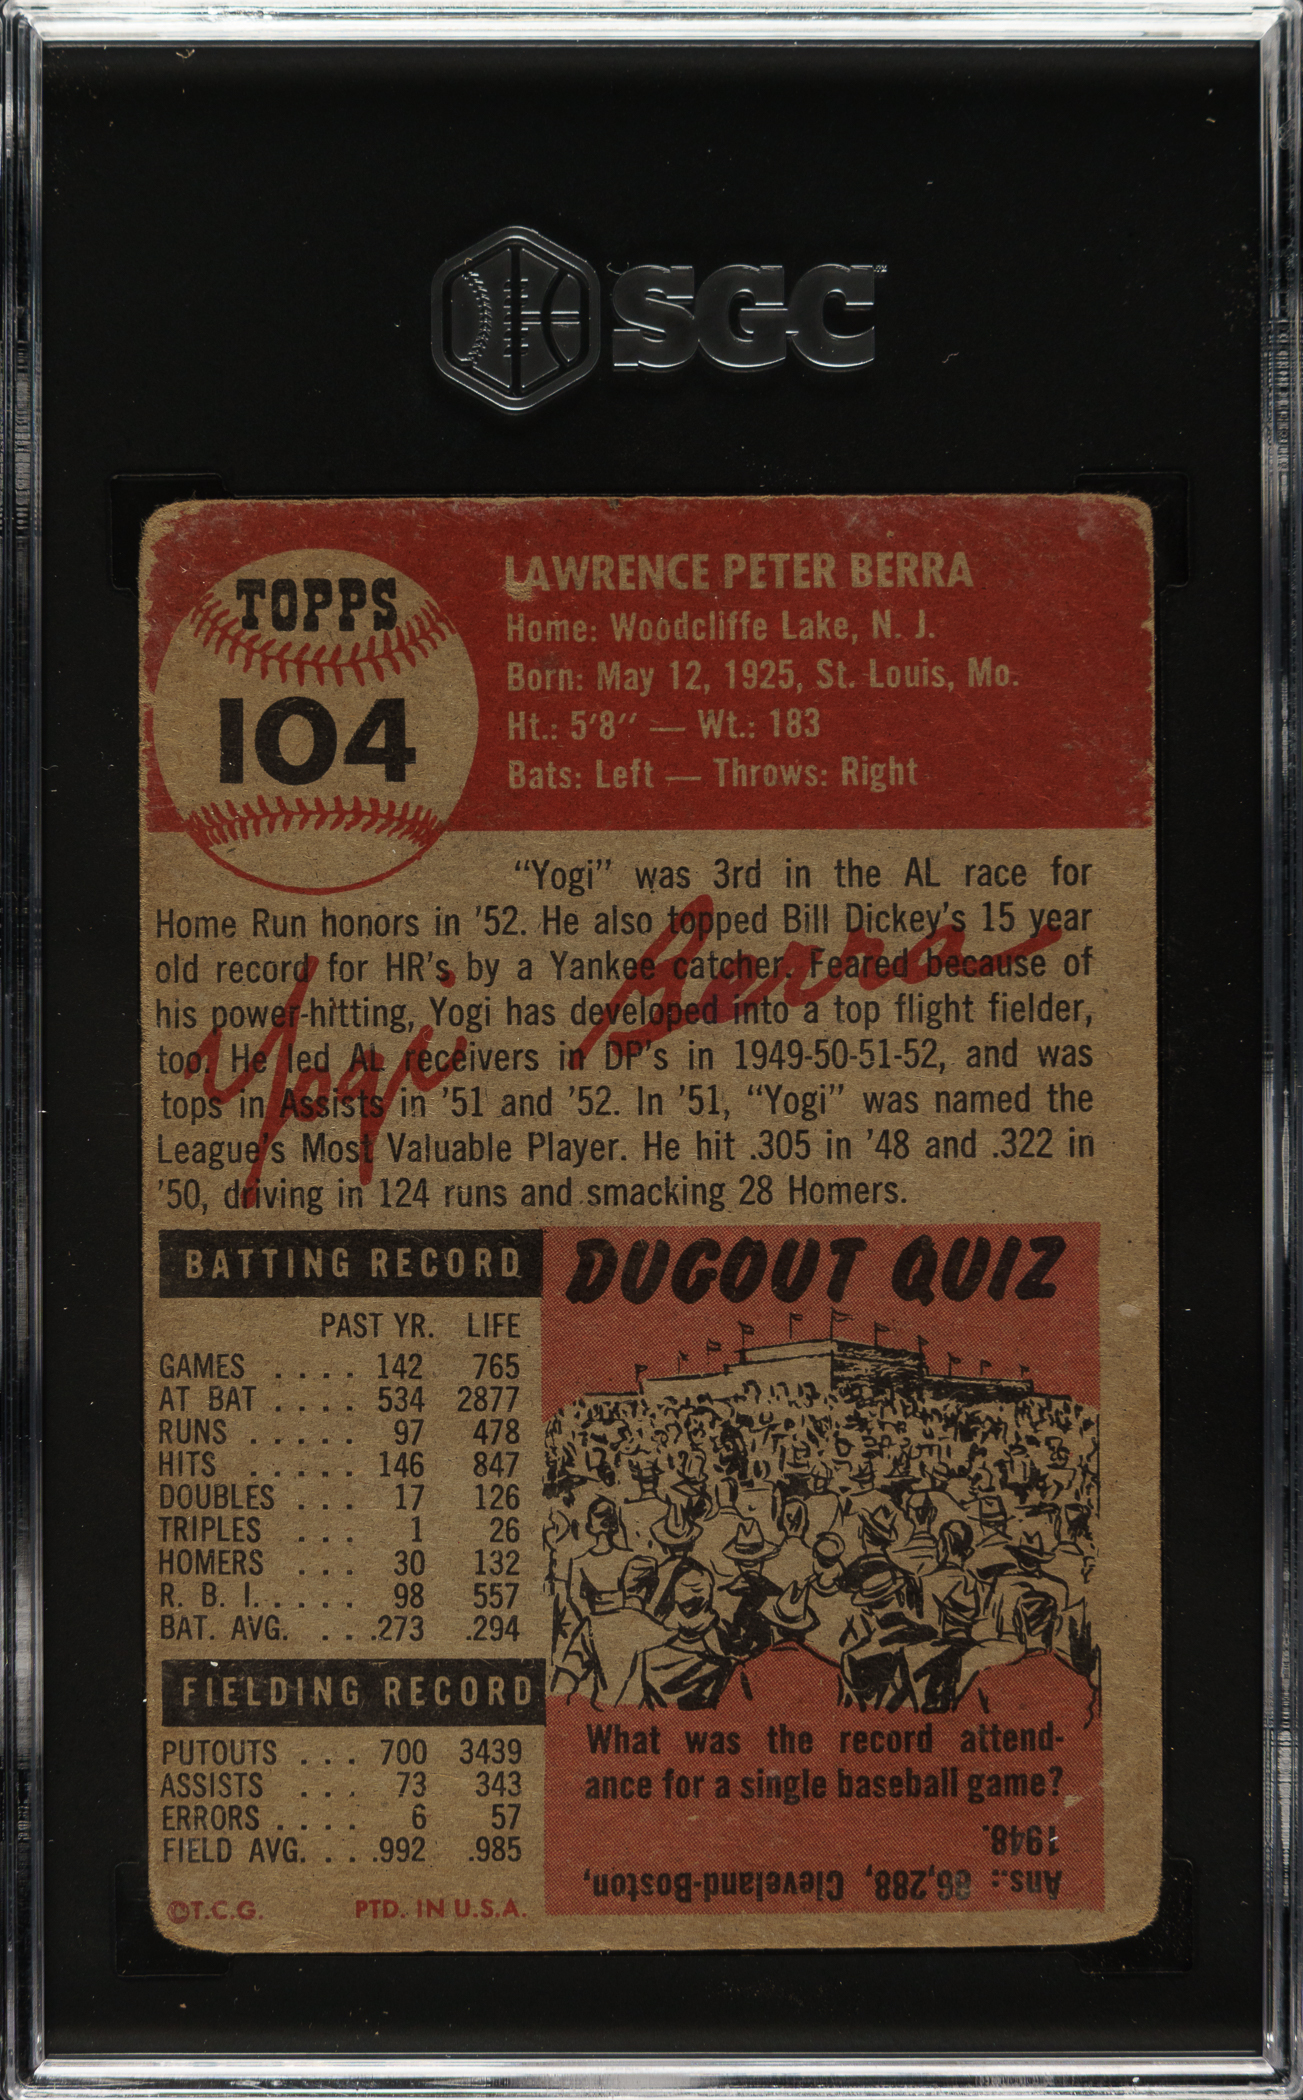 SGC
TOPPS
104
LAWRENCE PETER BERRA
Home: Woodcliffe Lake, N. J.
Born: May 12, 1925, St. Louis, Mo.
Ht.: 5'8" — Wt.: 183
Bats: Left — Throws: Right
"Yogi" was 3rd in the AL race for
Home Run honors in '52. He also topped Bill Dickey's 15 year
old record for HR's by a Yankee catcher. Feared because of
his power-hitting, Yogi has developed into a top flight fielder,
too. He led AL receivers in DP's in 1949-50-51-52, and was
tops in Assists in '51 and '52. In '51, "Yogi" was named the
League's Most Valuable Player. He hit .305 in '48 and .322 in
'50, driving in 124 runs and smacking 28 Homers.
Yogi Berra
BATTING RECORD
PAST YR. LIFE
GAMES . . . . 142 765
AT BAT . . . . 534 2877
RUNS . . . . . 97 478
HITS . . . . . 146 847
DOUBLES . . . 17 126
TRIPLES . . . 1 26
HOMERS . . . 30 132
R. B. I. . . . . 98 557
BAT. AVG. . . .273 .294
FIELDING RECORD
PUTOUTS . . . 700 3439
ASSISTS . . . 73 343
ERRORS . . . . 6 57
FIELD AVG. . . .992 .985
©T.C.G. PTD. IN U.S.A.
DUGOUT QUIZ
What was the record attend-
ance for a single baseball game?
Ans.: 86,288, Cleveland-Boston,
1948.